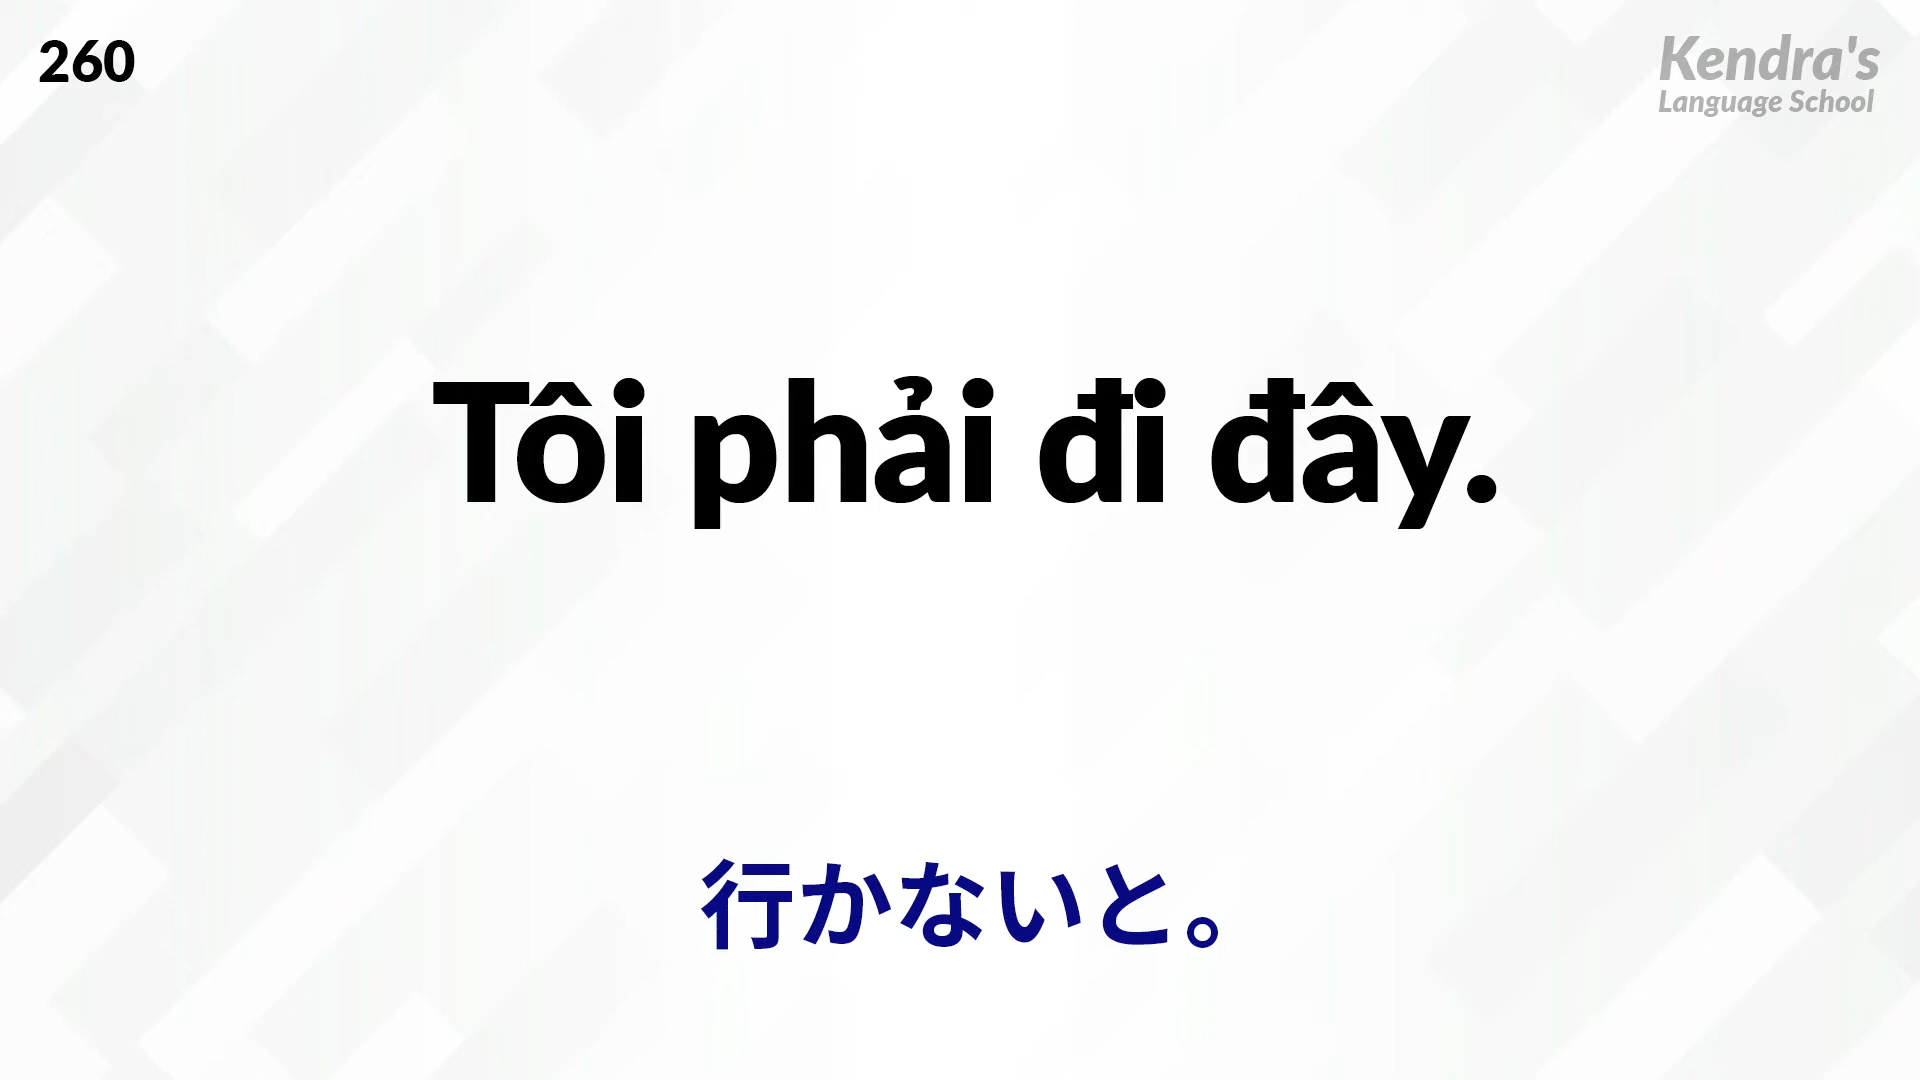 260
Kendra's
Language School
Tôi phải đi đây.
行かないと。